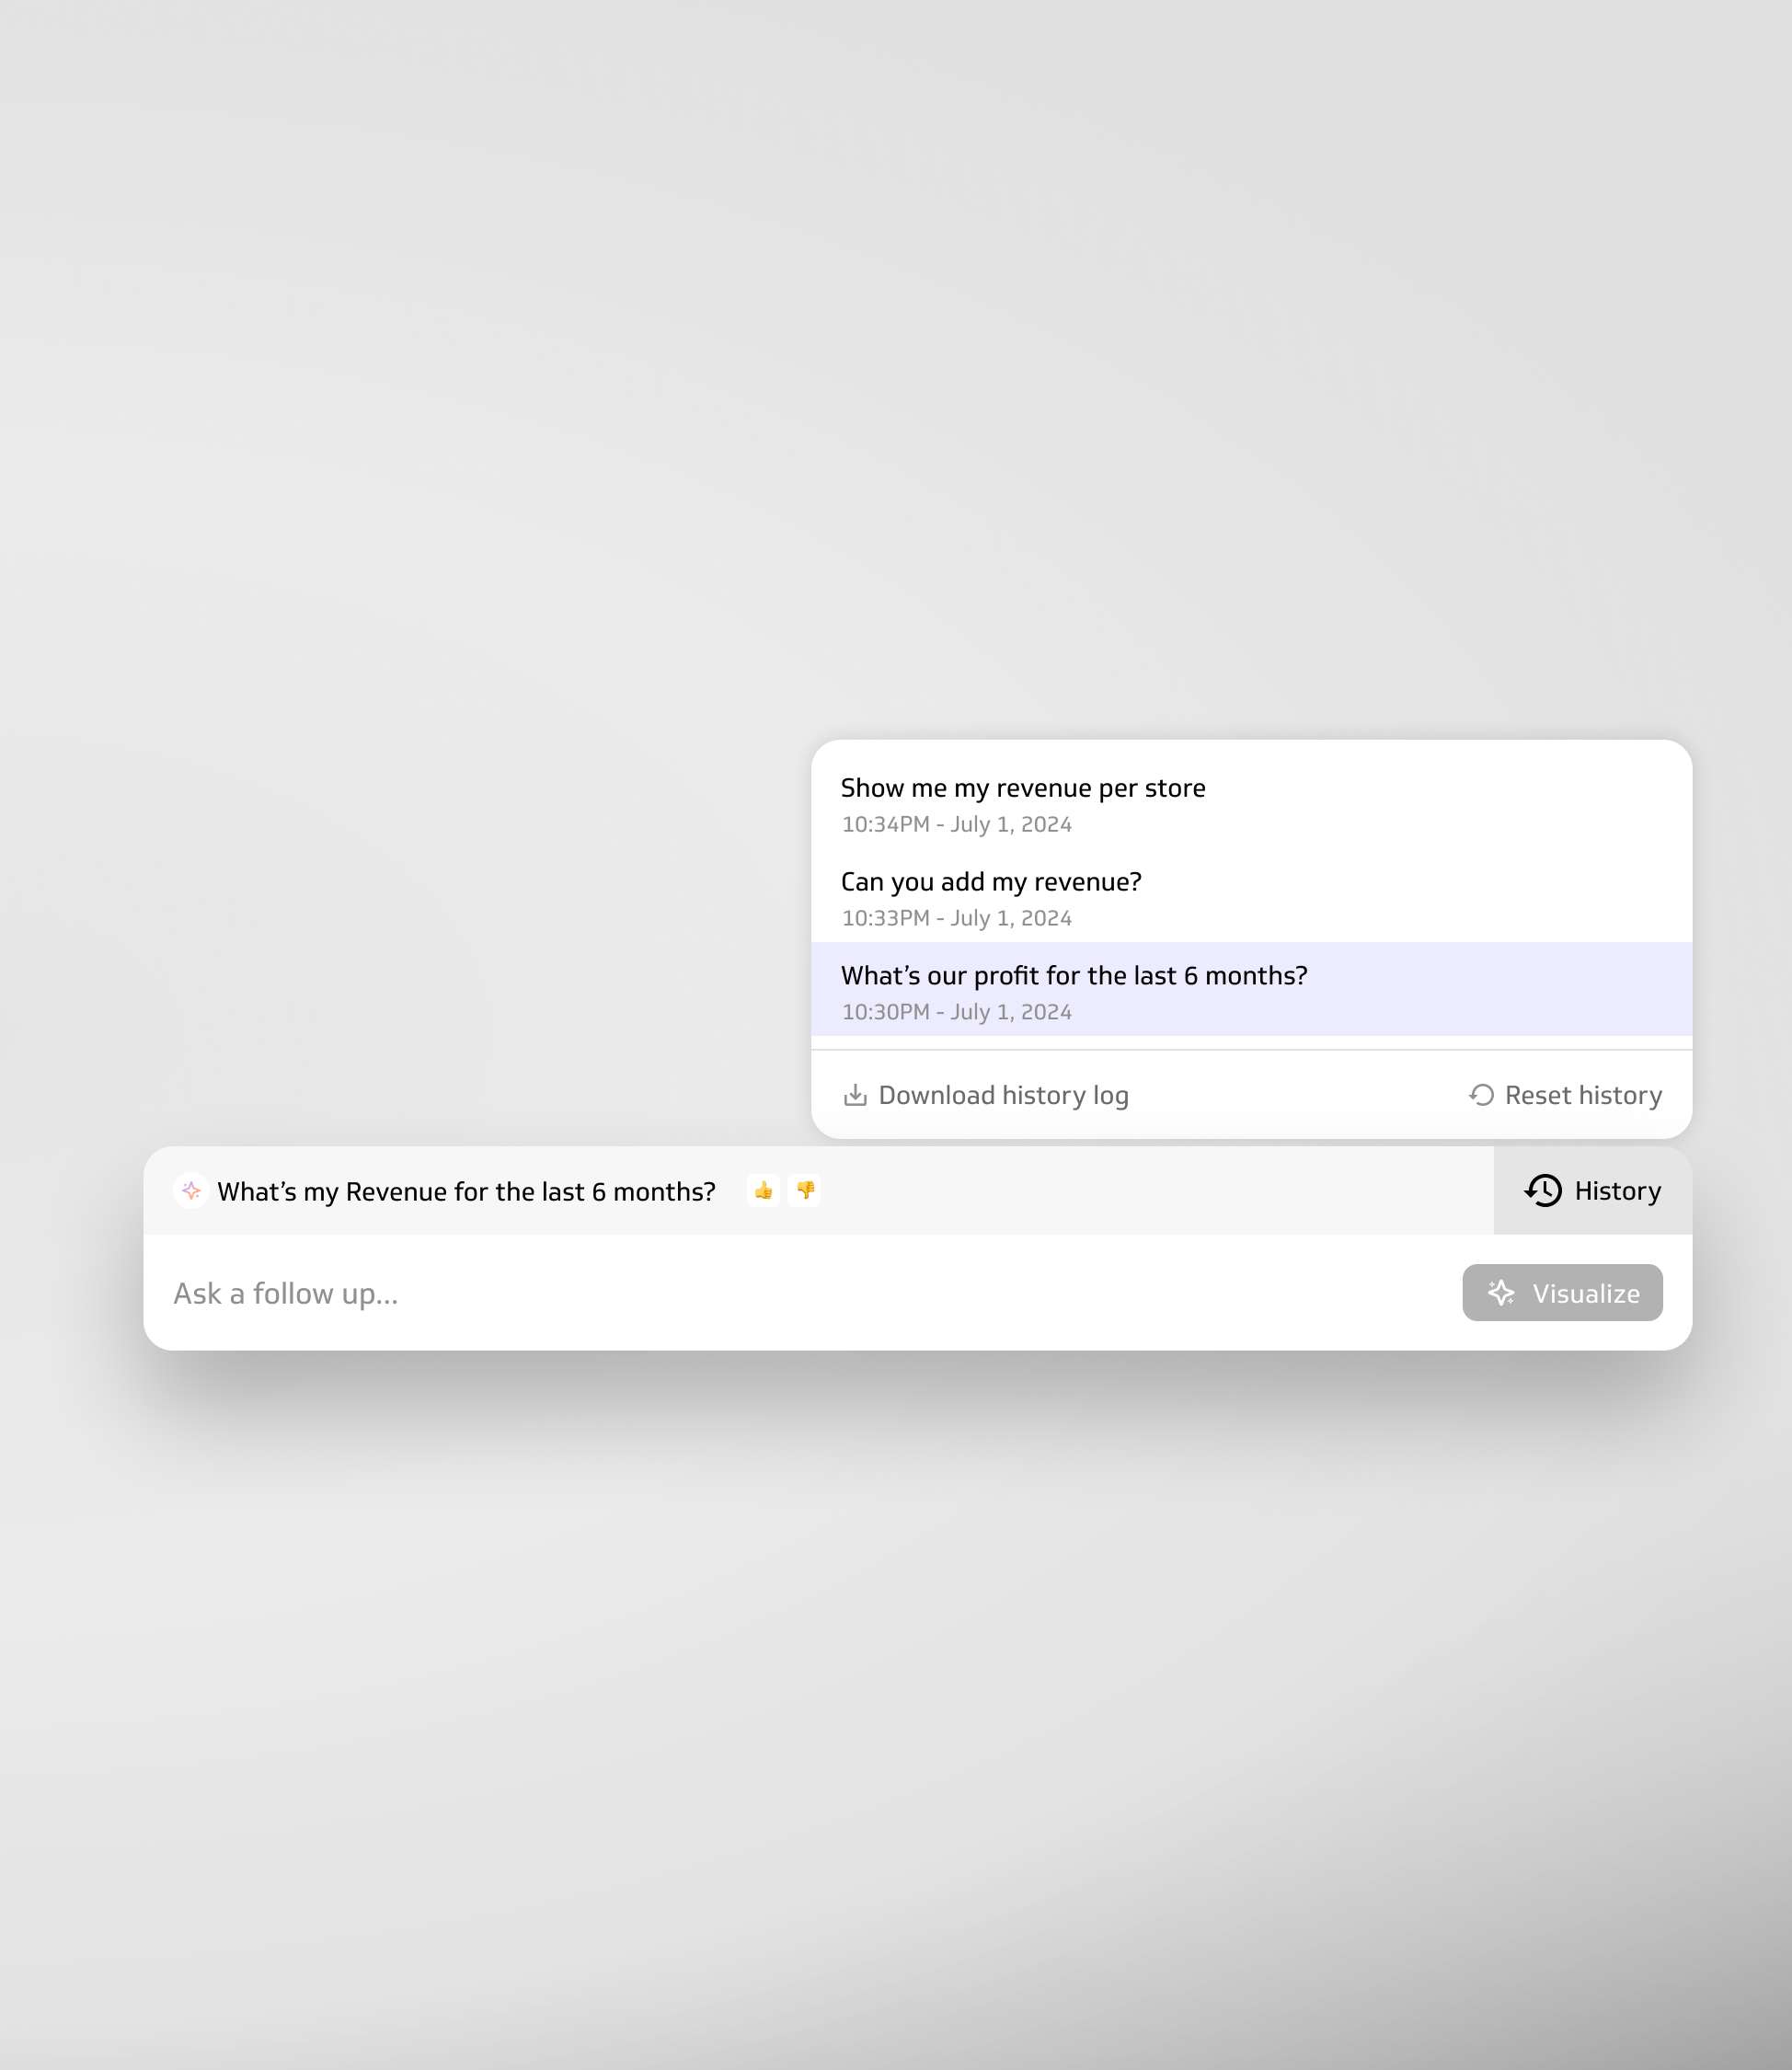 Show me my revenue per store
10:34PM - July 1, 2024
Can you add my revenue?
10:33PM - July 1, 2024
What’s our profit for the last 6 months?
10:30PM - July 1, 2024
Download history log
Reset history
What’s my Revenue for the last 6 months?
History
Ask a follow up...
Visualize